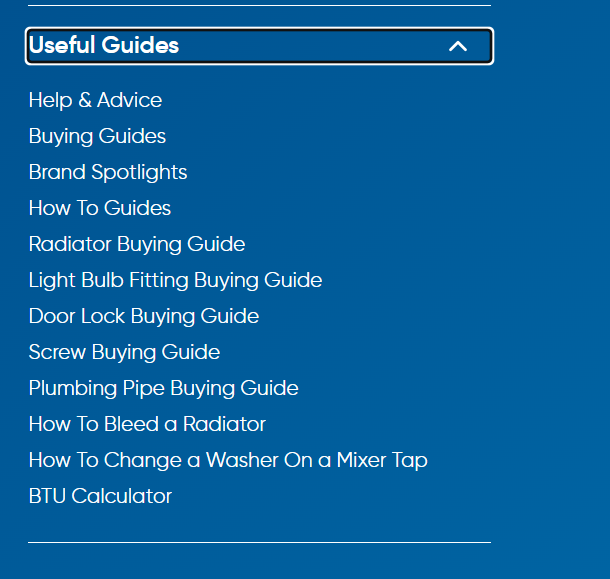 Useful Guides
Help & Advice
Buying Guides
Brand Spotlights
How To Guides
Radiator Buying Guide
Light Bulb Fitting Buying Guide
Door Lock Buying Guide
Screw Buying Guide
Plumbing Pipe Buying Guide
How To Bleed a Radiator
How To Change a Washer On a Mixer Tap
BTU Calculator